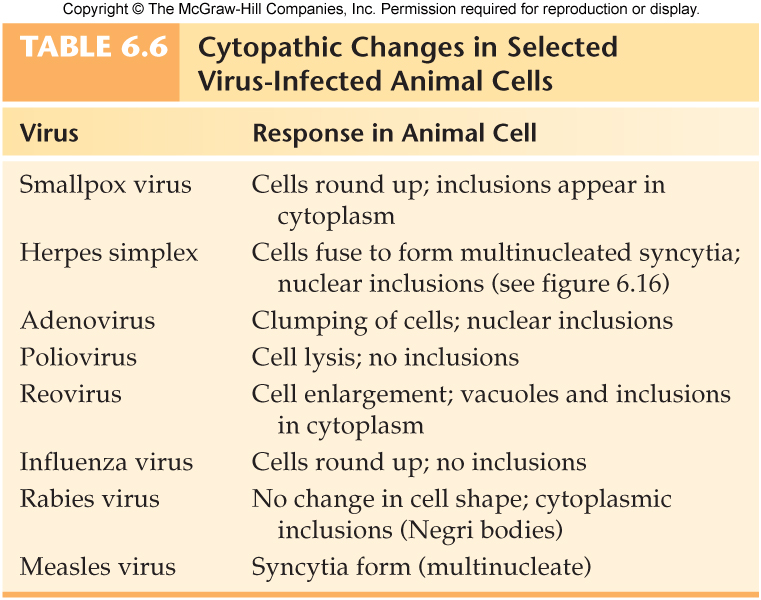 Copyright © The McGraw-Hill Companies, Inc. Permission required for reproduction or display.
TABLE 6.6 Cytopathic Changes in Selected
Virus-Infected Animal Cells
Virus Response in Animal Cell
Smallpox virus Cells round up; inclusions appear in
cytoplasm
Herpes simplex Cells fuse to form multinucleated syncytia;
nuclear inclusions (see figure 6.16)
Adenovirus Clumping of cells; nuclear inclusions
Poliovirus Cell lysis; no inclusions
Reovirus Cell enlargement; vacuoles and inclusions
in cytoplasm
Influenza virus Cells round up; no inclusions
Rabies virus No change in cell shape; cytoplasmic
inclusions (Negri bodies)
Measles virus Syncytia form (multinucleate)